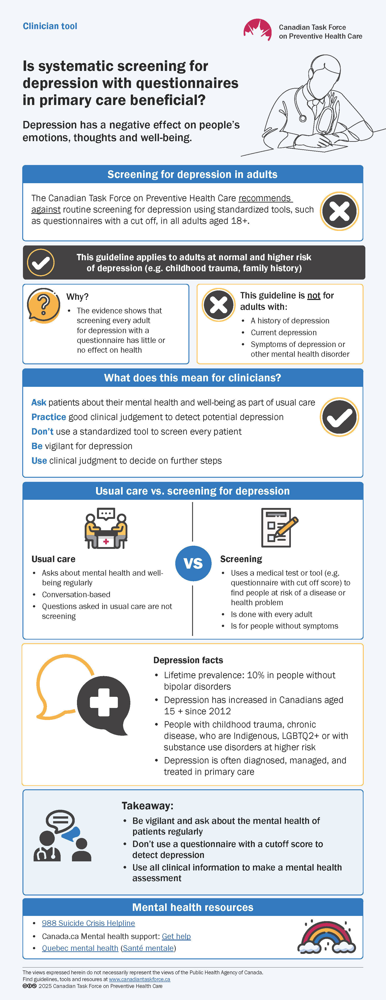 Clinician tool
Canadian Task Force
on Preventive Health Care
Is systematic screening for
depression with questionnaires
in primary care beneficial?
Depression has a negative effect on people's
emotions, thoughts and well-being.
Screening for depression in adults
The Canadian Task Force on Preventive Health Care recommends
against routine screening for depression using standardized tools, such
as questionnaires with a cut off, in all adults aged 18+.
This guideline applies to adults at normal and higher risk
of depression (e.g. childhood trauma, family history)
Why?
• The evidence shows that
screening every adult
for depression with a
questionnaire has little or
no effect on health
This guideline is not for
adults with:
• A history of depression
• Current depression
• Symptoms of depression or
other mental health disorder
What does this mean for clinicians?
Ask patients about their mental health and well-being as part of usual care
Practice good clinical judgement to detect potential depression
Don't use a standardized tool to screen every patient
Be vigilant for depression
Use clinical judgment to decide on further steps
Usual care vs. screening for depression
VS
Usual care
• Asks about mental health and well-
being regularly
• Conversation-based
• Questions asked in usual care are not
screening
Screening
• Uses a medical test or tool (e.g.
questionnaire with cut off score) to
find people at risk of a disease or
health problem
• Is done with every adult
• Is for people without symptoms
Depression facts
• Lifetime prevalence: 10% in people without
bipolar disorders
• Depression has increased in Canadians aged
15 + since 2012
• People with childhood trauma, chronic
disease, who are Indigenous, LGBTQ2+ or with
substance use disorders at higher risk
• Depression is often diagnosed, managed, and
treated in primary care
Takeaway:
• Be vigilant and ask about the mental health of
patients regularly
• Don't use a questionnaire with a cutoff score to
detect depression
• Use all clinical information to make a mental health
assessment
Mental health resources
• 988 Suicide Crisis Helpline
• Canada.ca Mental health support: Get help
• Quebec mental health (Santé mentale)
The views expressed herein do not necessarily represent the views of the Public Health Agency of Canada.
Find guidelines, tools and resoures at www.canadiantaskforce.ca
2025 Canadian Task Force on Preventive Health Care